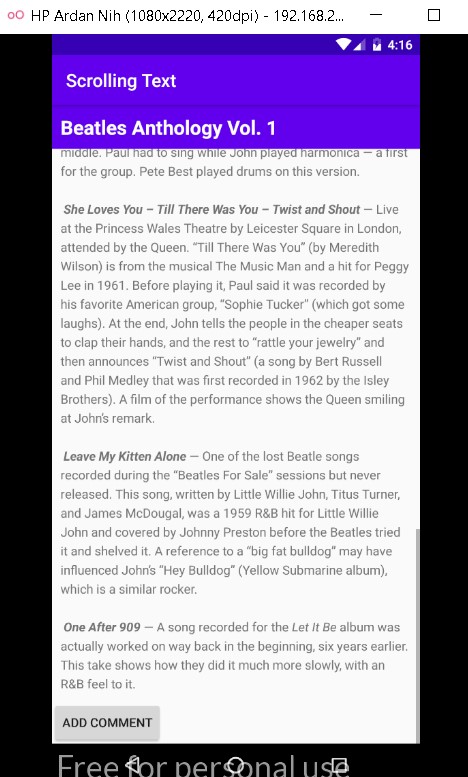 HP Ardan Nih (1080x2220, 420dpi) - 192.168.2...
4:16
Scrolling Text
Beatles Anthology Vol. 1
middle. Paul had to sing while John played harmonica — a first
for the group. Pete Best played drums on this version.
She Loves You – Till There Was You – Twist and Shout — Live
at the Princess Wales Theatre by Leicester Square in London,
attended by the Queen. “Till There Was You” (by Meredith
Wilson) is from the musical The Music Man and a hit for Peggy
Lee in 1961. Before playing it, Paul said it was recorded by
his favorite American group, “Sophie Tucker” (which got some
laughs). At the end, John tells the people in the cheaper seats
to clap their hands, and the rest to “rattle your jewelry” and
then announces “Twist and Shout” (a song by Bert Russell
and Phil Medley that was first recorded in 1962 by the Isley
Brothers). A film of the performance shows the Queen smiling
at John’s remark.
Leave My Kitten Alone — One of the lost Beatle songs
recorded during the “Beatles For Sale” sessions but never
released. This song, written by Little Willie John, Titus Turner,
and James McDougal, was a 1959 R&B hit for Little Willie
John and covered by Johnny Preston before the Beatles tried
it and shelved it. A reference to a “big fat bulldog” may have
influenced John’s “Hey Bulldog” (Yellow Submarine album),
which is a similar rocker.
One After 909 — A song recorded for the Let It Be album was
actually worked on way back in the beginning, six years earlier.
This take shows how they did it much more slowly, with an
R&B feel to it.
ADD COMMENT
Free for personal use